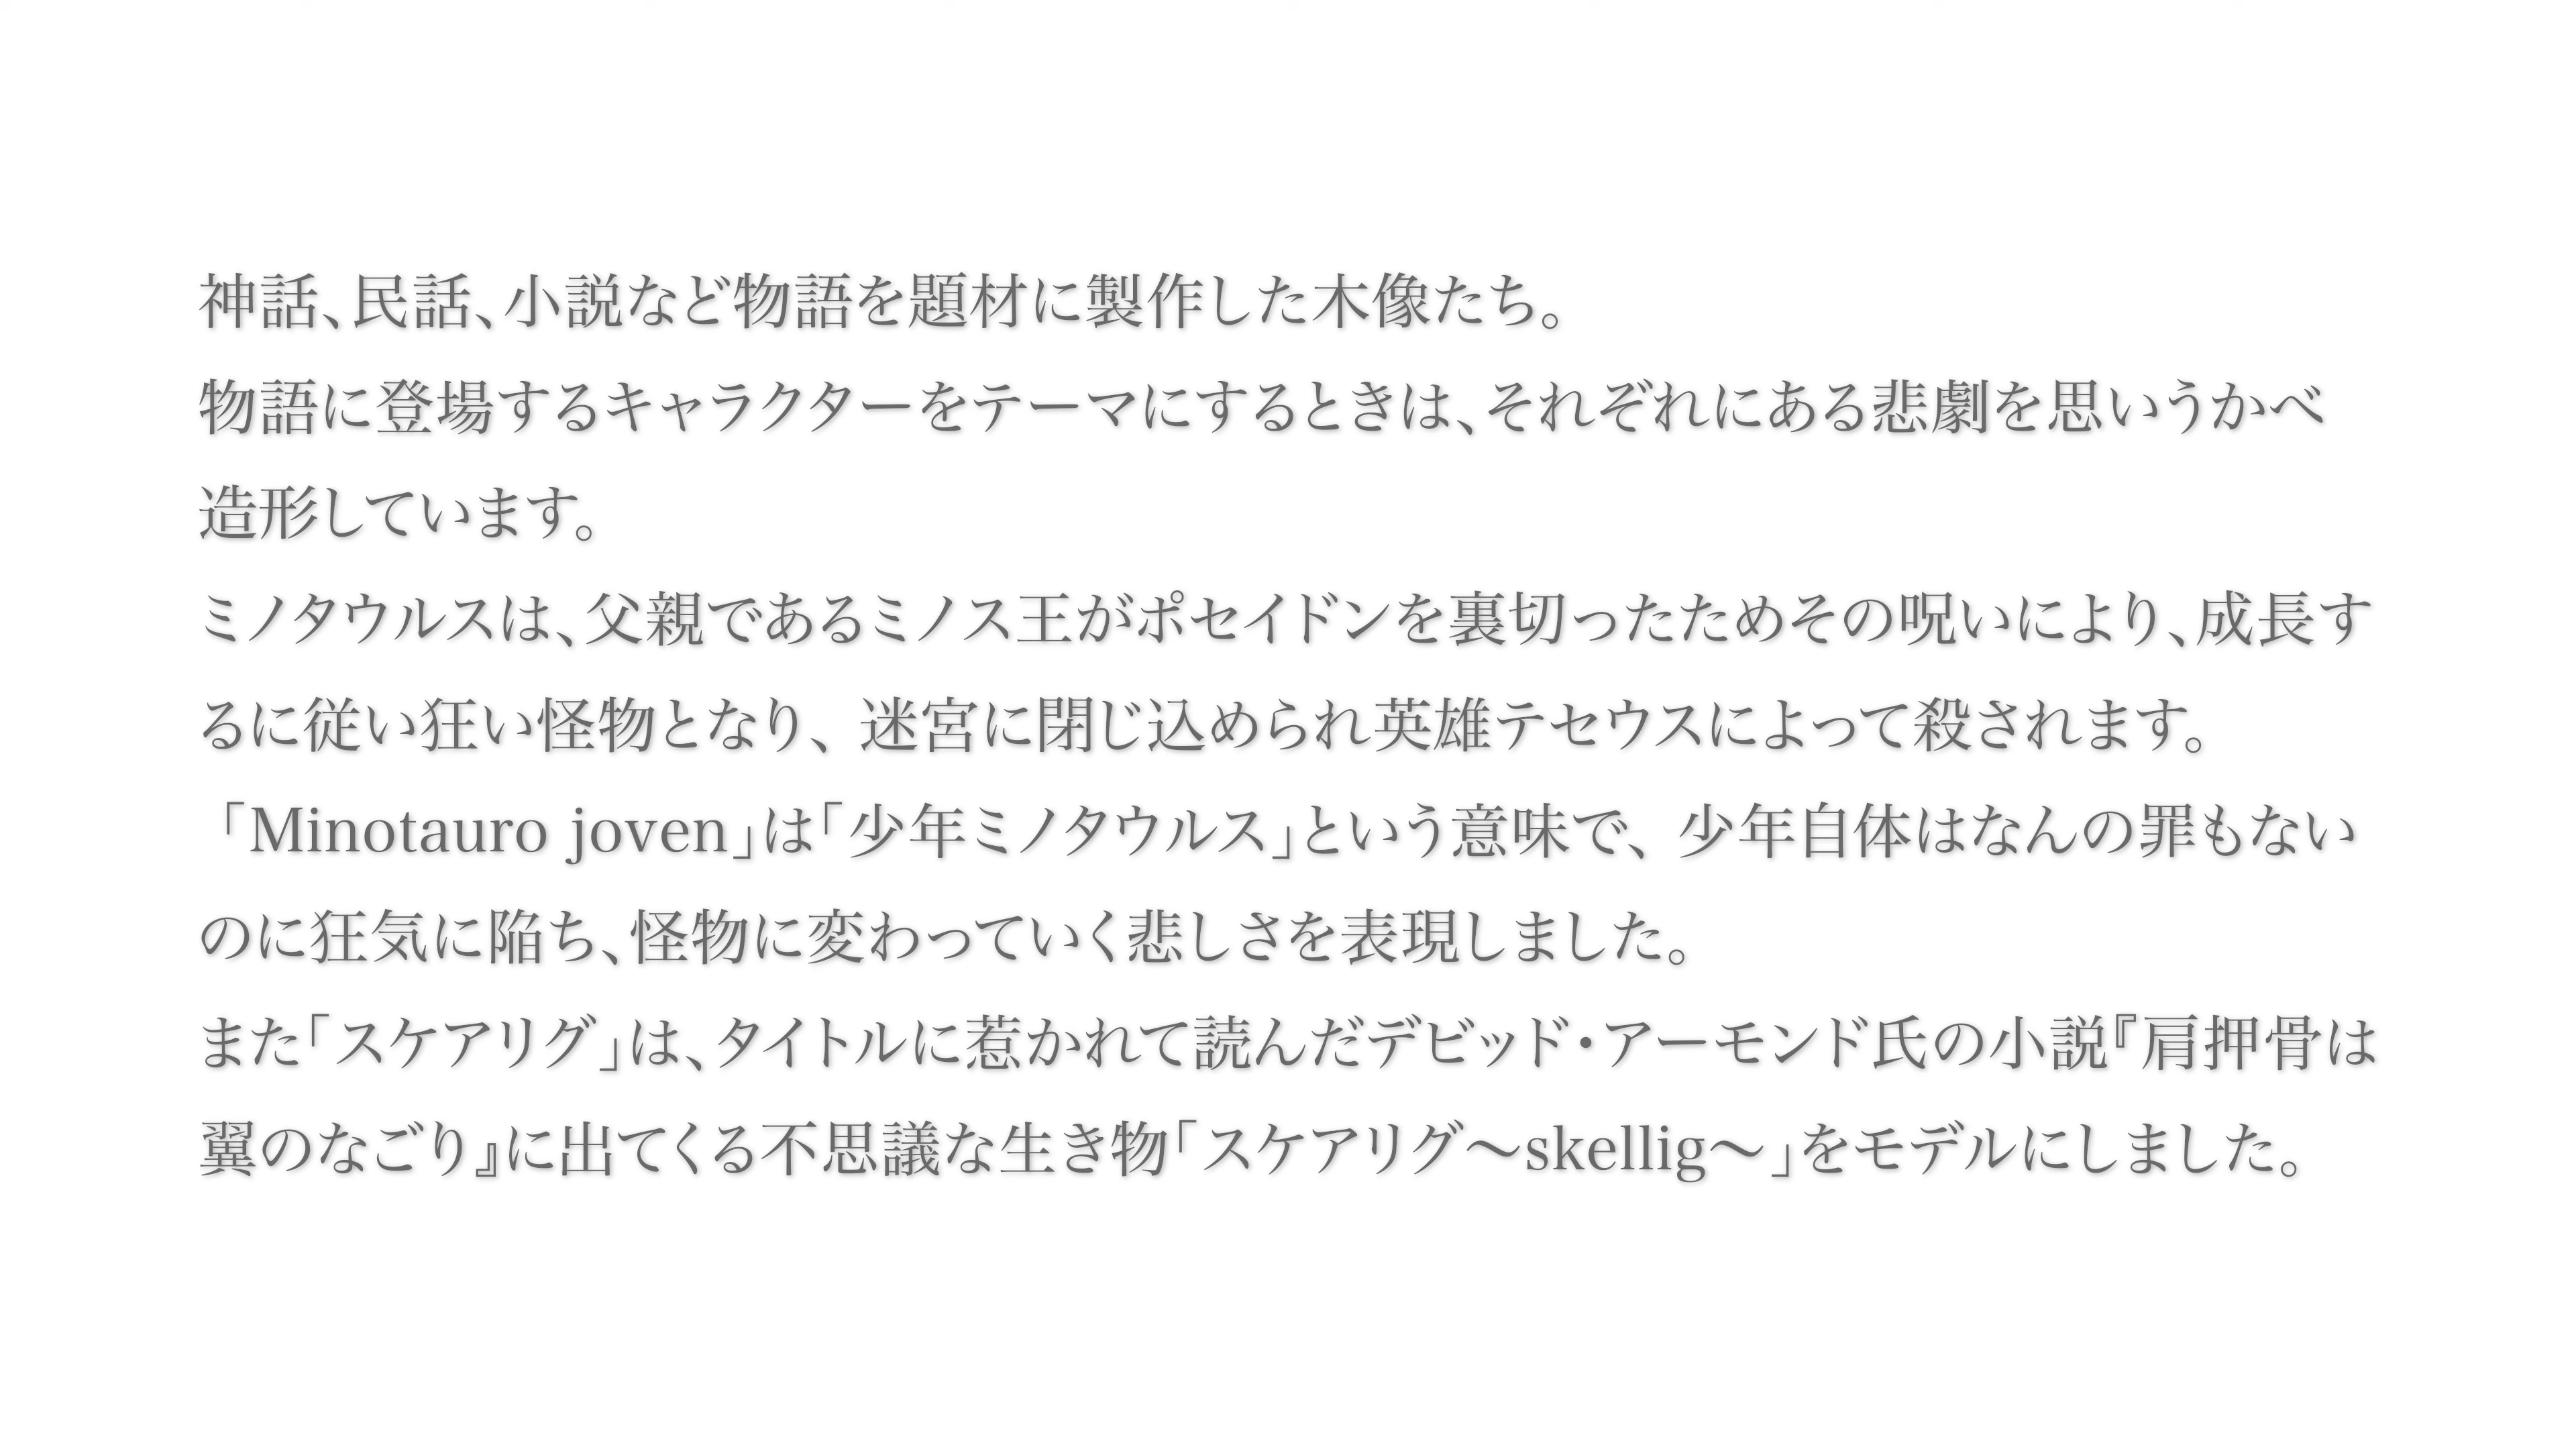 神話、民話、小説など物語を題材に製作した木像たち。
物語に登場するキャラクターをテーマにするときは、それぞれにある悲劇を思いうかべ
造形しています。
ミノタウルスは、父親であるミノス王がポセイドンを裏切ったためその呪いにより、成長す
るに従い狂い怪物となり、迷宮に閉じ込められ英雄テセウスによって殺されます。
「Minotauro joven」は「少年ミノタウルス」という意味で、少年自体はなんの罪もない
のに狂気に陥ち、怪物に変わっていく悲しさを表現しました。
また「スケアリグ」は、タイトルに惹かれて読んだデビッド・アーモンド氏の小説『肩押骨は
翼のなごり』に出てくる不思議な生き物「スケアリグ〜skellig〜」をモデルにしました。